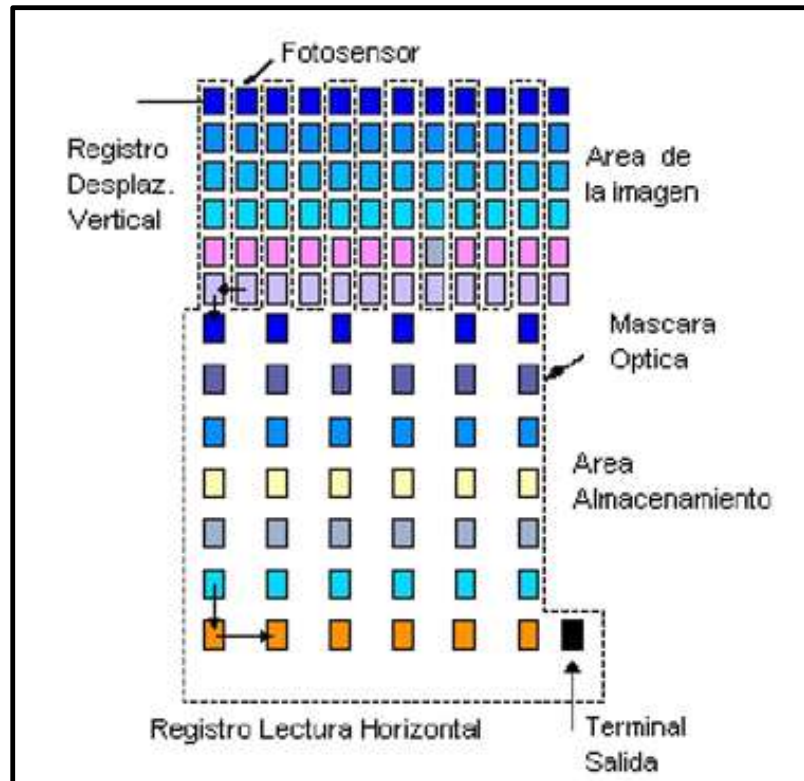 Fotosensor
Registro
Desplaz.
Vertical
Area de
la imagen
Mascara
Optica
Area
Almacenamiento
Registro Lectura Horizontal
Terminal
Salida